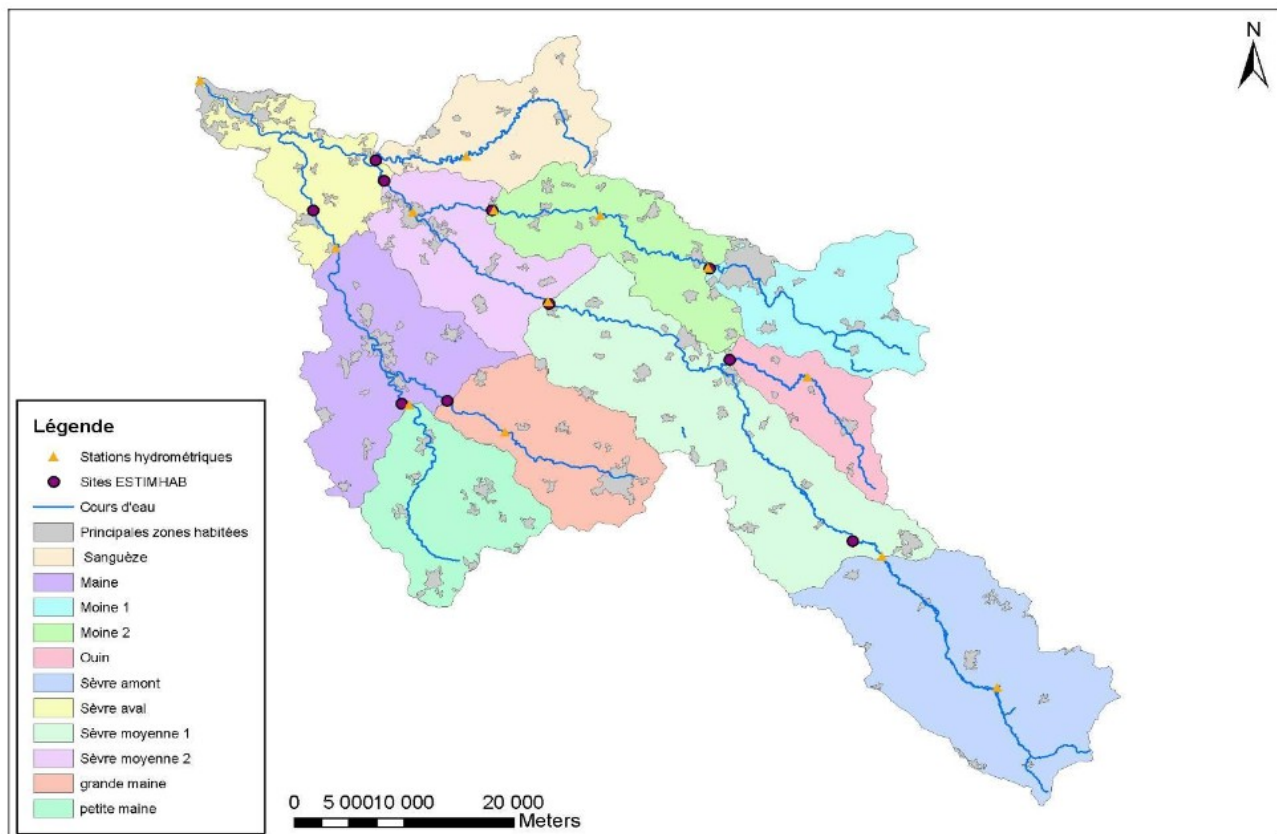 N
Légende
Stations hydrométriques
Sites ESTIMHAB
Cours d'eau
Principales zones habitées
Sanguèze
Maine
Moine 1
Moine 2
Ouin
Sèvre amont
Sèvre aval
Sèvre moyenne 1
Sèvre moyenne 2
grande maine
petite maine
0 5 00010 000 20 000
Meters